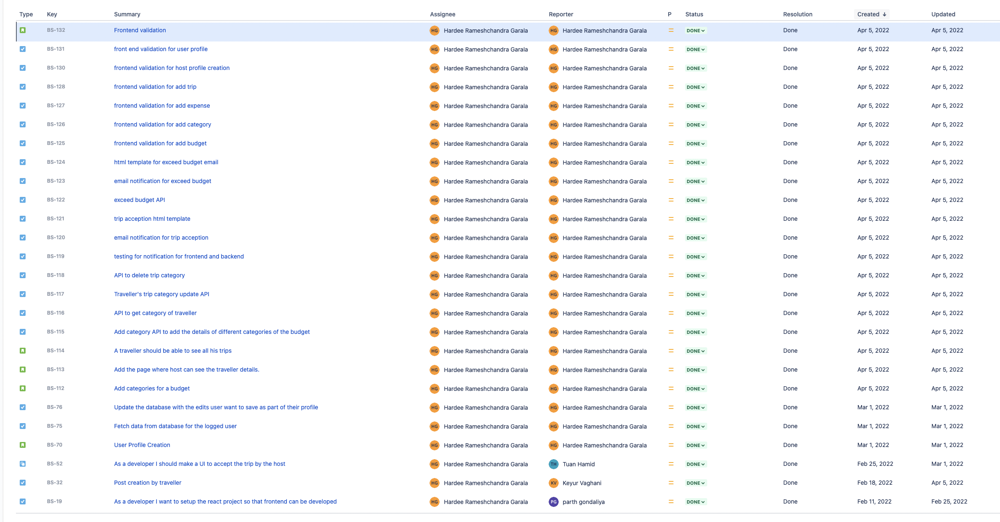 Type Key Summary Assignee Reporter P Status Resolution Created ↓ Updated
BS-132 Frontend validation HG Hardee Rameshchandra Garala HG Hardee Rameshchandra Garala DONE Done Apr 5, 2022 Apr 5, 2022
BS-131 front end validation for user profile HG Hardee Rameshchandra Garala HG Hardee Rameshchandra Garala DONE Done Apr 5, 2022 Apr 5, 2022
BS-130 frontend validation for host profile creation HG Hardee Rameshchandra Garala HG Hardee Rameshchandra Garala DONE Done Apr 5, 2022 Apr 5, 2022
BS-128 frontend validation for add trip HG Hardee Rameshchandra Garala HG Hardee Rameshchandra Garala DONE Done Apr 5, 2022 Apr 5, 2022
BS-127 frontend validation for add expense HG Hardee Rameshchandra Garala HG Hardee Rameshchandra Garala DONE Done Apr 5, 2022 Apr 5, 2022
BS-126 frontend validation for add category HG Hardee Rameshchandra Garala HG Hardee Rameshchandra Garala DONE Done Apr 5, 2022 Apr 5, 2022
BS-125 frontend validation for add budget HG Hardee Rameshchandra Garala HG Hardee Rameshchandra Garala DONE Done Apr 5, 2022 Apr 5, 2022
BS-124 html template for exceed budget email HG Hardee Rameshchandra Garala HG Hardee Rameshchandra Garala DONE Done Apr 5, 2022 Apr 5, 2022
BS-123 email notification for exceed budget HG Hardee Rameshchandra Garala HG Hardee Rameshchandra Garala DONE Done Apr 5, 2022 Apr 5, 2022
BS-122 exceed budget API HG Hardee Rameshchandra Garala HG Hardee Rameshchandra Garala DONE Done Apr 5, 2022 Apr 5, 2022
BS-121 trip acception html template HG Hardee Rameshchandra Garala HG Hardee Rameshchandra Garala DONE Done Apr 5, 2022 Apr 5, 2022
BS-120 email notification for trip acception HG Hardee Rameshchandra Garala HG Hardee Rameshchandra Garala DONE Done Apr 5, 2022 Apr 5, 2022
BS-119 testing for notification for frontend and backend HG Hardee Rameshchandra Garala HG Hardee Rameshchandra Garala DONE Done Apr 5, 2022 Apr 5, 2022
BS-118 API to delete trip category HG Hardee Rameshchandra Garala HG Hardee Rameshchandra Garala DONE Done Apr 5, 2022 Apr 5, 2022
BS-117 Traveller's trip category update API HG Hardee Rameshchandra Garala HG Hardee Rameshchandra Garala DONE Done Apr 5, 2022 Apr 5, 2022
BS-116 API to get category of traveller HG Hardee Rameshchandra Garala HG Hardee Rameshchandra Garala DONE Done Apr 5, 2022 Apr 5, 2022
BS-115 Add category API to add the details of different categories of the budget HG Hardee Rameshchandra Garala HG Hardee Rameshchandra Garala DONE Done Apr 5, 2022 Apr 5, 2022
BS-114 A traveller should be able to see all his trips HG Hardee Rameshchandra Garala HG Hardee Rameshchandra Garala DONE Done Apr 5, 2022 Apr 5, 2022
BS-113 Add the page where host can see the traveller details. HG Hardee Rameshchandra Garala HG Hardee Rameshchandra Garala DONE Done Apr 5, 2022 Apr 5, 2022
BS-112 Add categories for a budget HG Hardee Rameshchandra Garala HG Hardee Rameshchandra Garala DONE Done Apr 5, 2022 Apr 5, 2022
BS-76 Update the database with the edits user want to save as part of their profile HG Hardee Rameshchandra Garala HG Hardee Rameshchandra Garala DONE Done Mar 1, 2022 Mar 1, 2022
BS-75 Fetch data from database for the logged user HG Hardee Rameshchandra Garala HG Hardee Rameshchandra Garala DONE Done Mar 1, 2022 Mar 1, 2022
BS-70 User Profile Creation HG Hardee Rameshchandra Garala HG Hardee Rameshchandra Garala DONE Done Mar 1, 2022 Mar 1, 2022
BS-52 As a developer I should make a UI to accept the trip by the host HG Hardee Rameshchandra Garala TH Tuan Hamid DONE Done Feb 25, 2022 Mar 1, 2022
BS-32 Post creation by traveller HG Hardee Rameshchandra Garala KV Keyur Vaghani DONE Done Feb 18, 2022 Apr 5, 2022
BS-19 As a developer I want to setup the react project so that frontend can be developed HG Hardee Rameshchandra Garala PG parth gondaliya DONE Done Feb 11, 2022 Feb 25, 2022